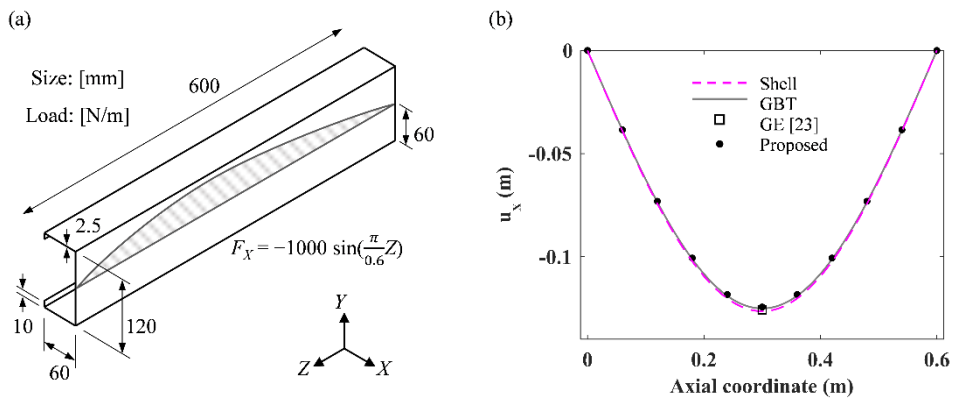 (a)
Size: [mm]
Load: [N/m]
600
60
2.5
F_X = −1000 sin(π/0.6 Z)
10
120
60
Y
Z
X
(b)
0
-0.05
-0.1
u_x (m)
Shell
GBT
GE [23]
Proposed
0
0.2
0.4
0.6
Axial coordinate (m)